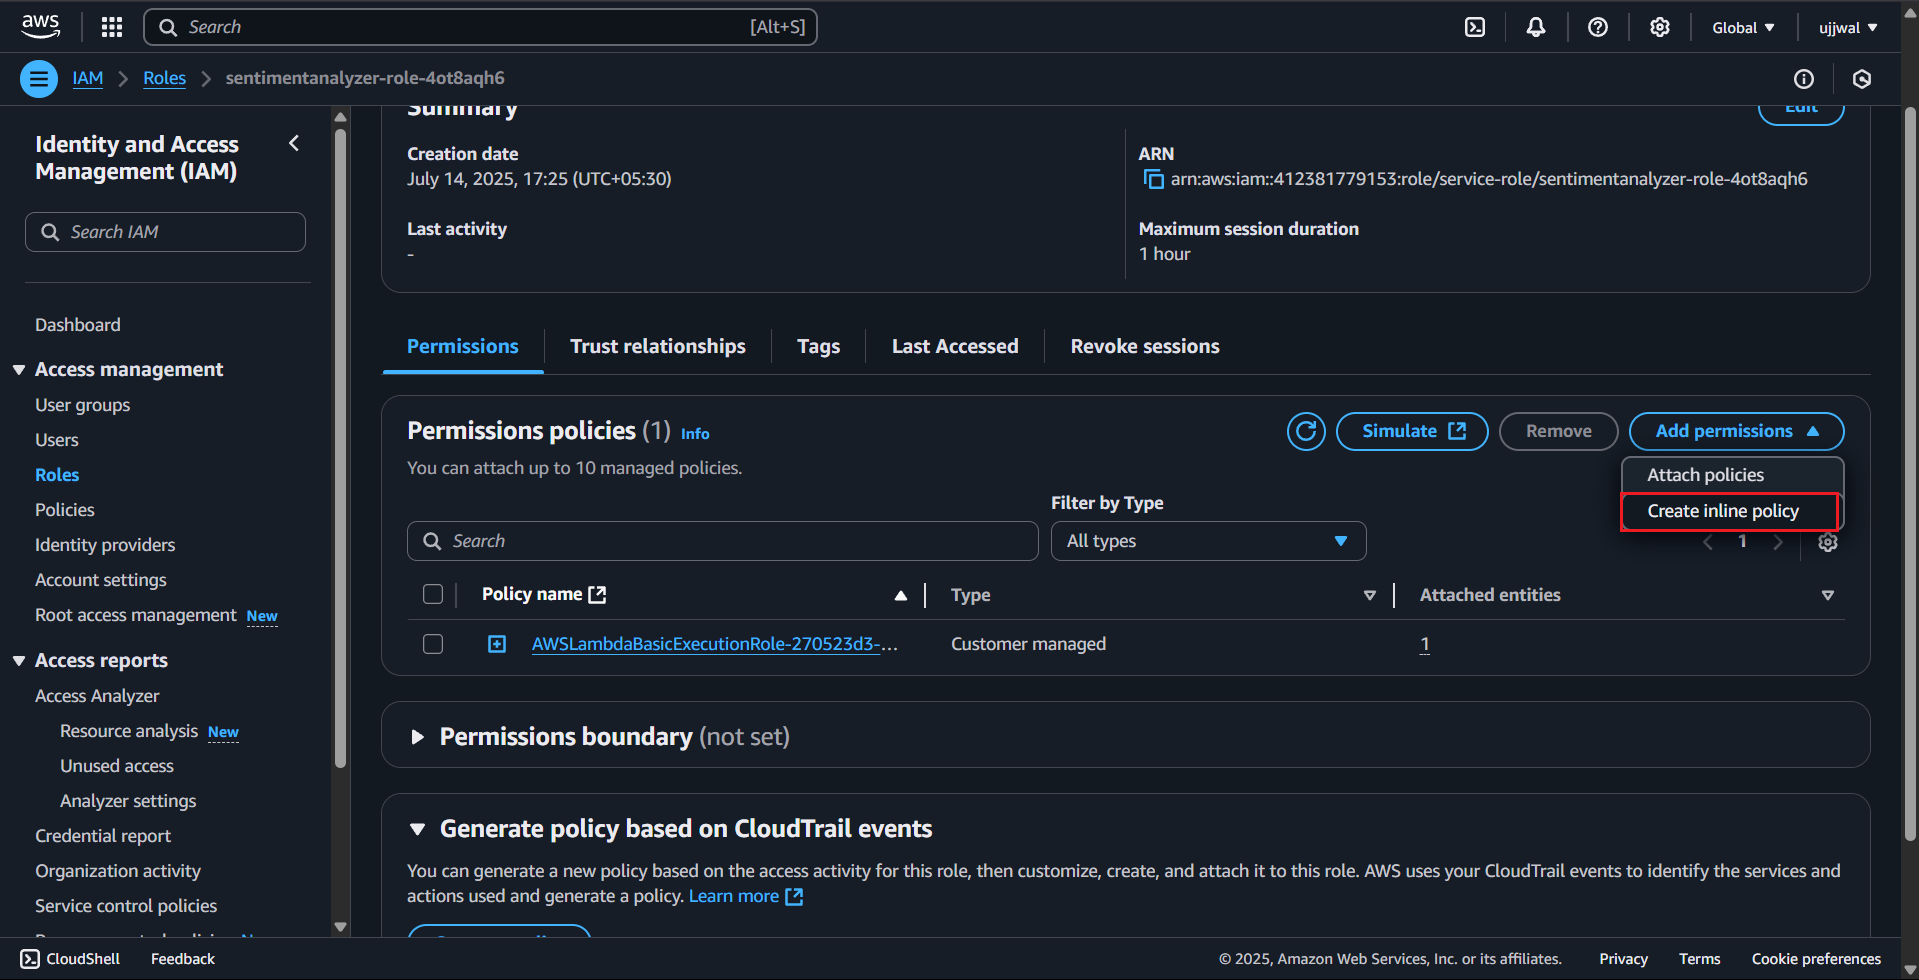 aws
Search
[Alt+S]
Global
ujjwal
IAM
Roles
sentimentanalyzer-role-4ot8aqh6
Identity and Access
Management (IAM)
Search IAM
Dashboard
Access management
User groups
Users
Roles
Policies
Identity providers
Account settings
Root access management New
Access reports
Access Analyzer
Resource analysis New
Unused access
Analyzer settings
Credential report
Organization activity
Service control policies
Summary
Edit
Creation date
July 14, 2025, 17:25 (UTC+05:30)
ARN
arn:aws:iam::412381779153:role/service-role/sentimentanalyzer-role-4ot8aqh6
Last activity
-
Maximum session duration
1 hour
Permissions
Trust relationships
Tags
Last Accessed
Revoke sessions
Permissions policies (1) Info
You can attach up to 10 managed policies.
Simulate
Remove
Add permissions
Attach policies
Create inline policy
Filter by Type
Search
All types
1
Policy name
Type
Attached entities
AWSLambdaBasicExecutionRole-270523d3-...
Customer managed
1
Permissions boundary (not set)
Generate policy based on CloudTrail events
You can generate a new policy based on the access activity for this role, then customize, create, and attach it to this role. AWS uses your CloudTrail events to identify the services and
actions used and generate a policy. Learn more
CloudShell
Feedback
© 2025, Amazon Web Services, Inc. or its affiliates.
Privacy
Terms
Cookie preferences